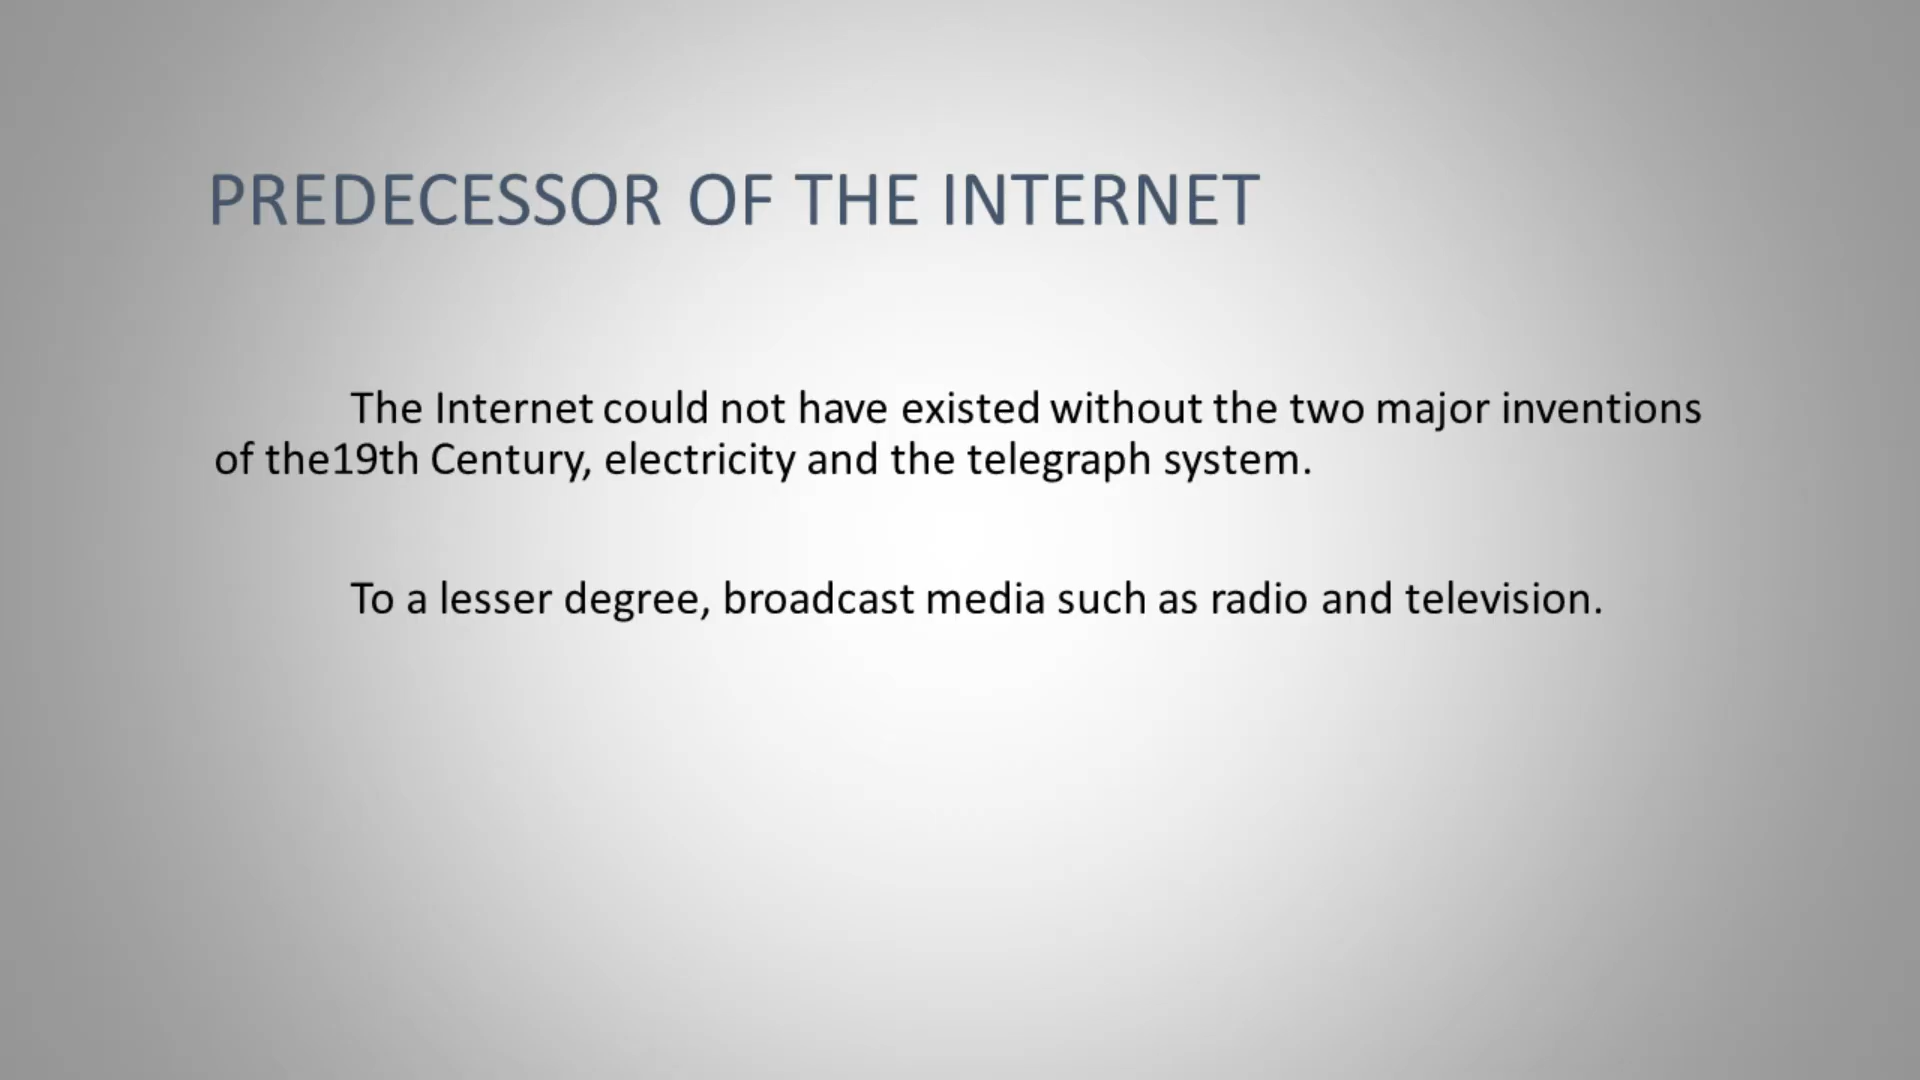 PREDECESSOR OF THE INTERNET
The Internet could not have existed without the two major inventions
of the19th Century, electricity and the telegraph system.
To a lesser degree, broadcast media such as radio and television.